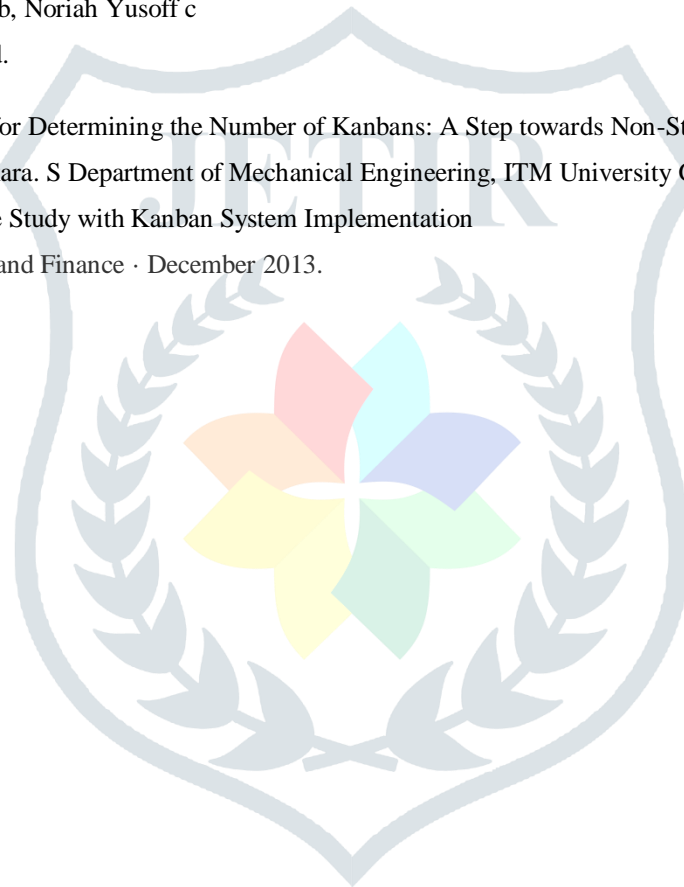 b, Noriah Yusoff c
l.
for Determining the Number of Kanbans: A Step towards Non-St
ara. S Department of Mechanical Engineering, ITM University
e Study with Kanban System Implementation
and Finance · December 2013.
JETIR